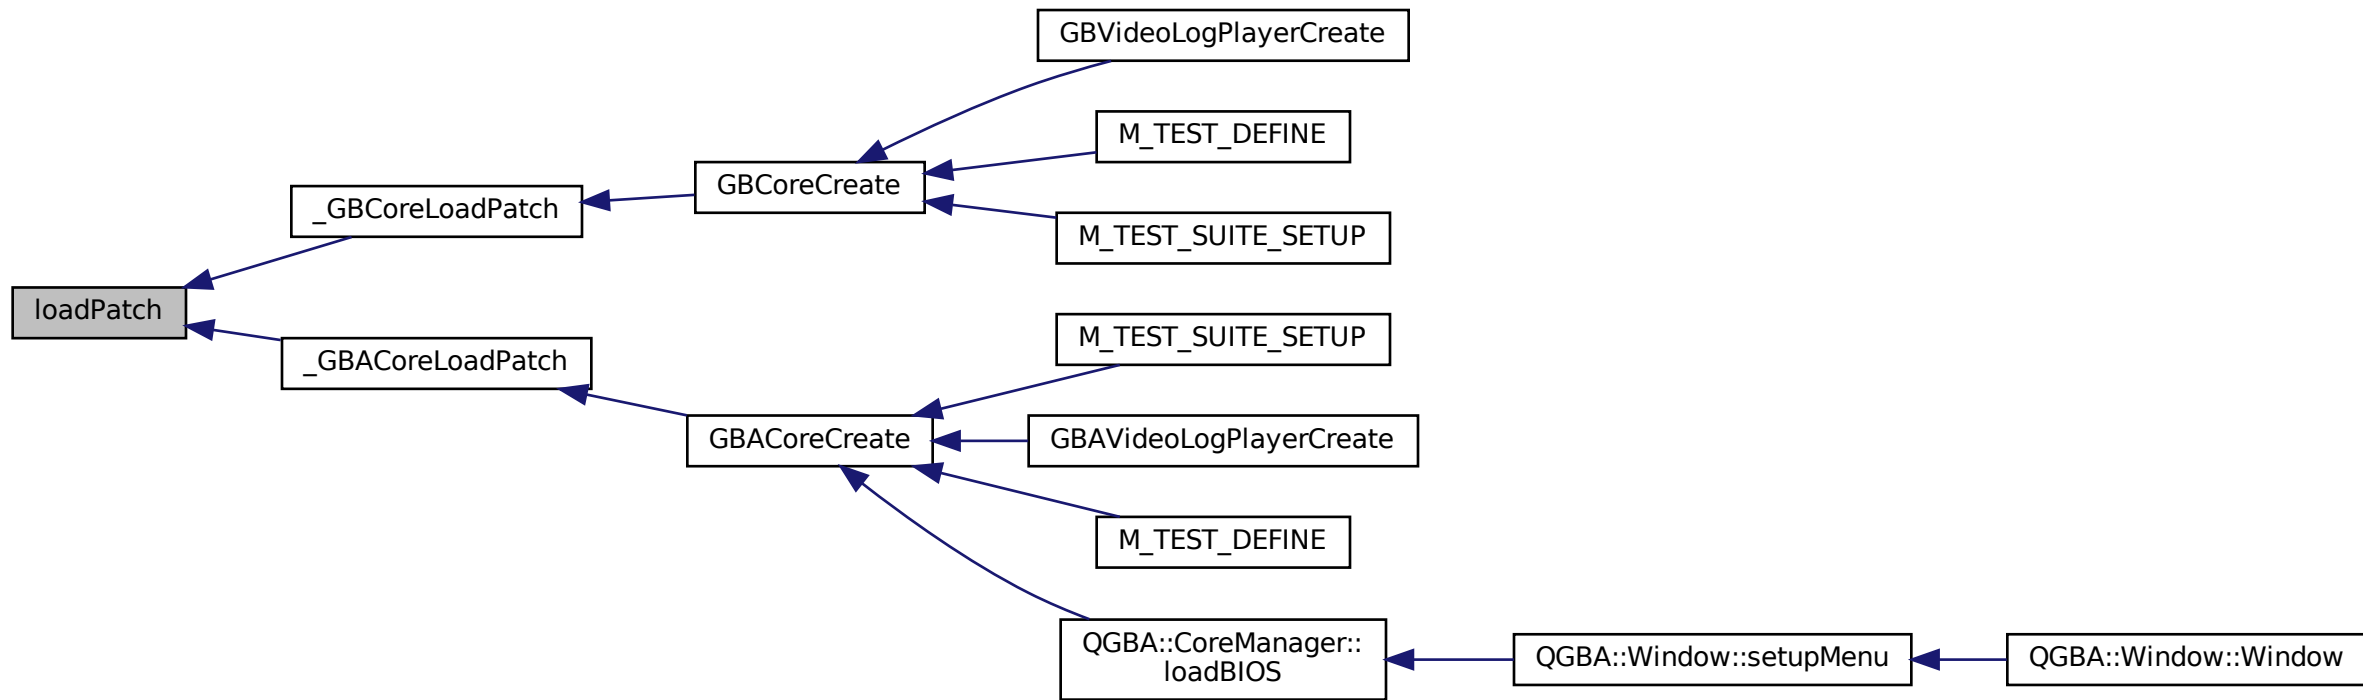 GBVideoLogPlayerCreate
M_TEST_DEFINE
GBCoreCreate
_GBCoreLoadPatch
M_TEST_SUITE_SETUP
loadPatch
M_TEST_SUITE_SETUP
_GBACoreLoadPatch
GBACoreCreate
GBAVideoLogPlayerCreate
M_TEST_DEFINE
QGBA::CoreManager::
loadBIOS
QGBA::Window::setupMenu
QGBA::Window::Window